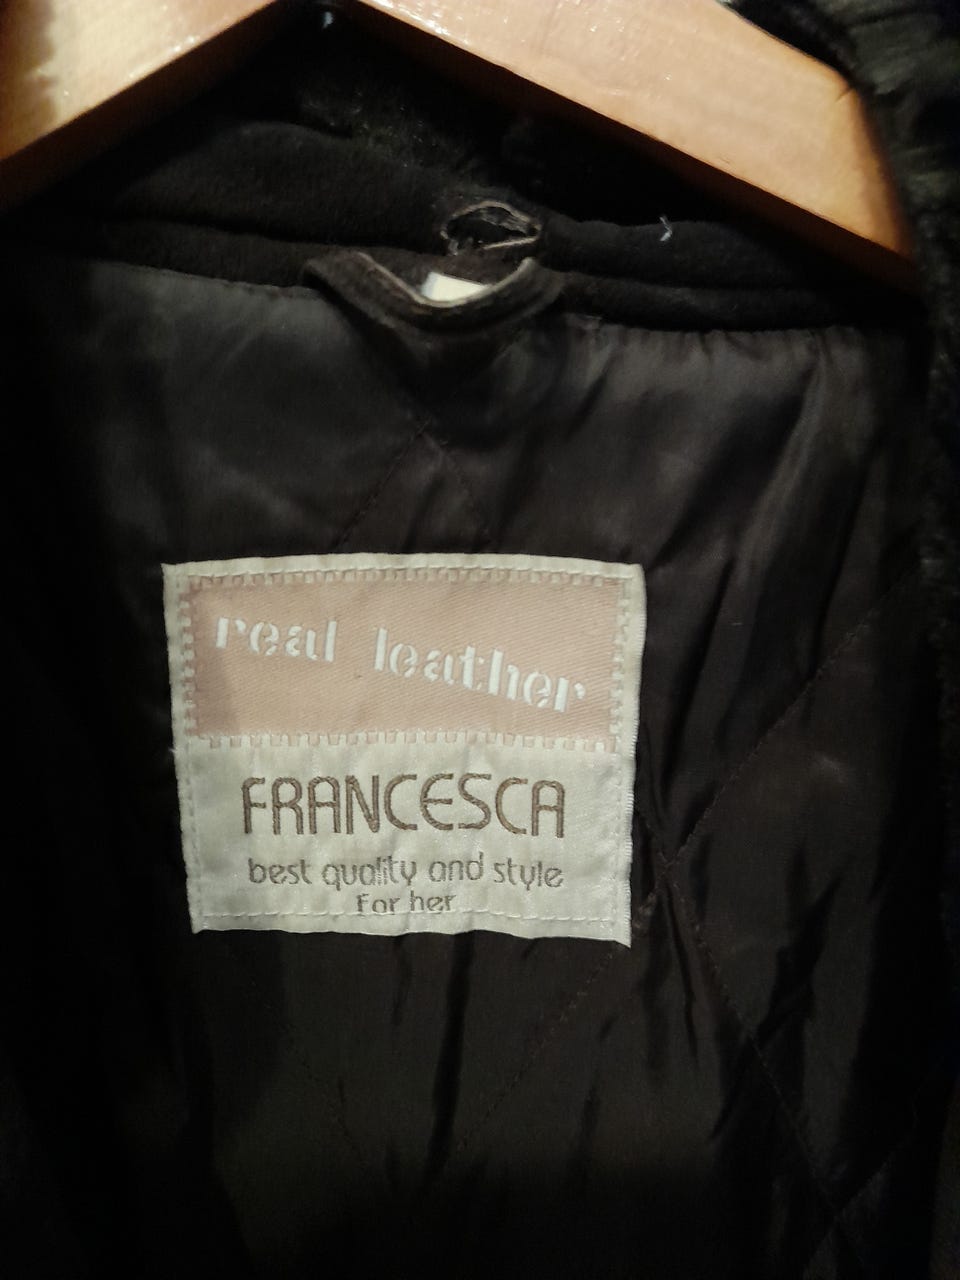 real leather
FRANCESCA
best quality and style
For her